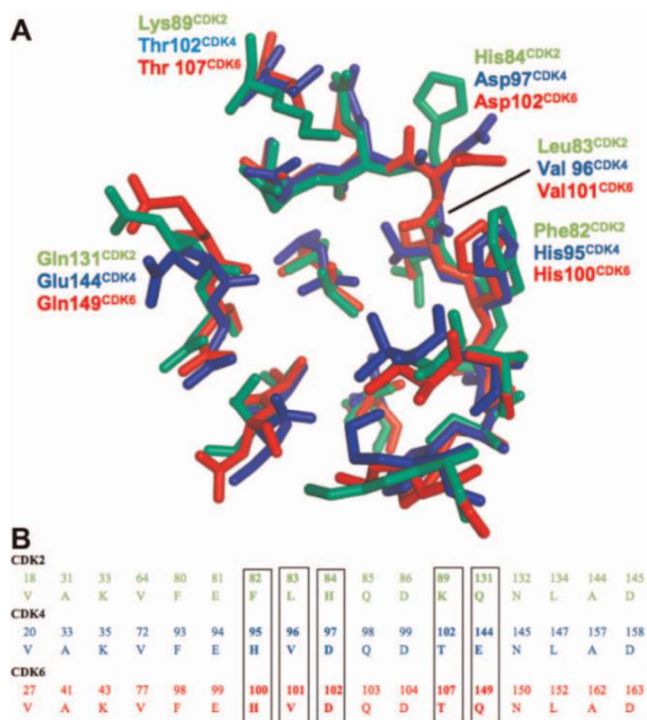 A
Lys89CDK2
Thr102CDK4
Thr 107CDK6
His84CDK2
Asp97CDK4
Asp102CDK6
Leu83CDK2
Val 96CDK4
Val101CDK6
Phe82CDK2
His95CDK4
His100CDK6
Gln131CDK2
Glu144CDK4
Gln149CDK6
B
CDK2
18 31 33 64 80 81 82 83 84 85 86 89 131 132 134 144 145
V A K V F E F L H Q D K Q N L A D
CDK4
20 33 35 72 93 94 95 96 97 98 99 102 144 145 147 157 158
V A K V F E H V D Q D T E N L A D
CDK6
27 41 43 77 98 99 100 101 102 103 104 107 149 150 152 162 163
V A K V F E H V D Q D T Q N L A D